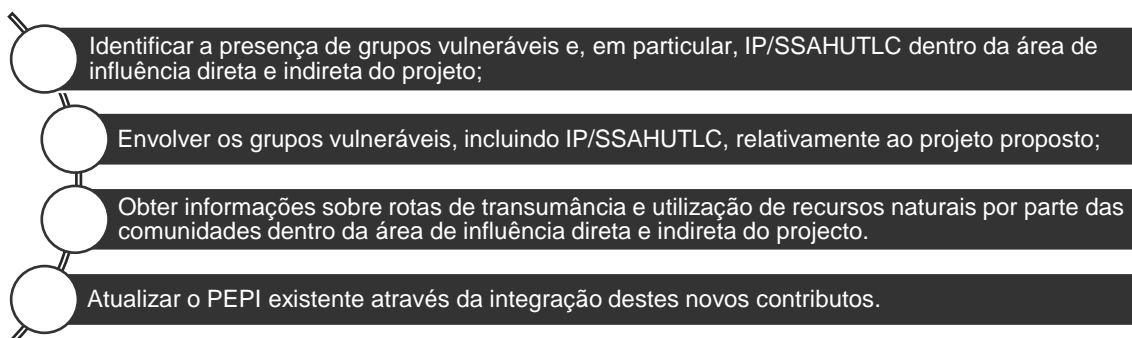 Identificar a presença de grupos vulneráveis e, em particular, IP/SSAHUTLC dentro da área de
influência direta e indireta do projeto;
Envolver os grupos vulneráveis, incluindo IP/SSAHUTLC, relativamente ao projeto proposto;
Obter informações sobre rotas de transumância e utilização de recursos naturais por parte das
comunidades dentro da área de influência direta e indireta do projecto.
Atualizar o PEPI existente através da integração destes novos contributos.